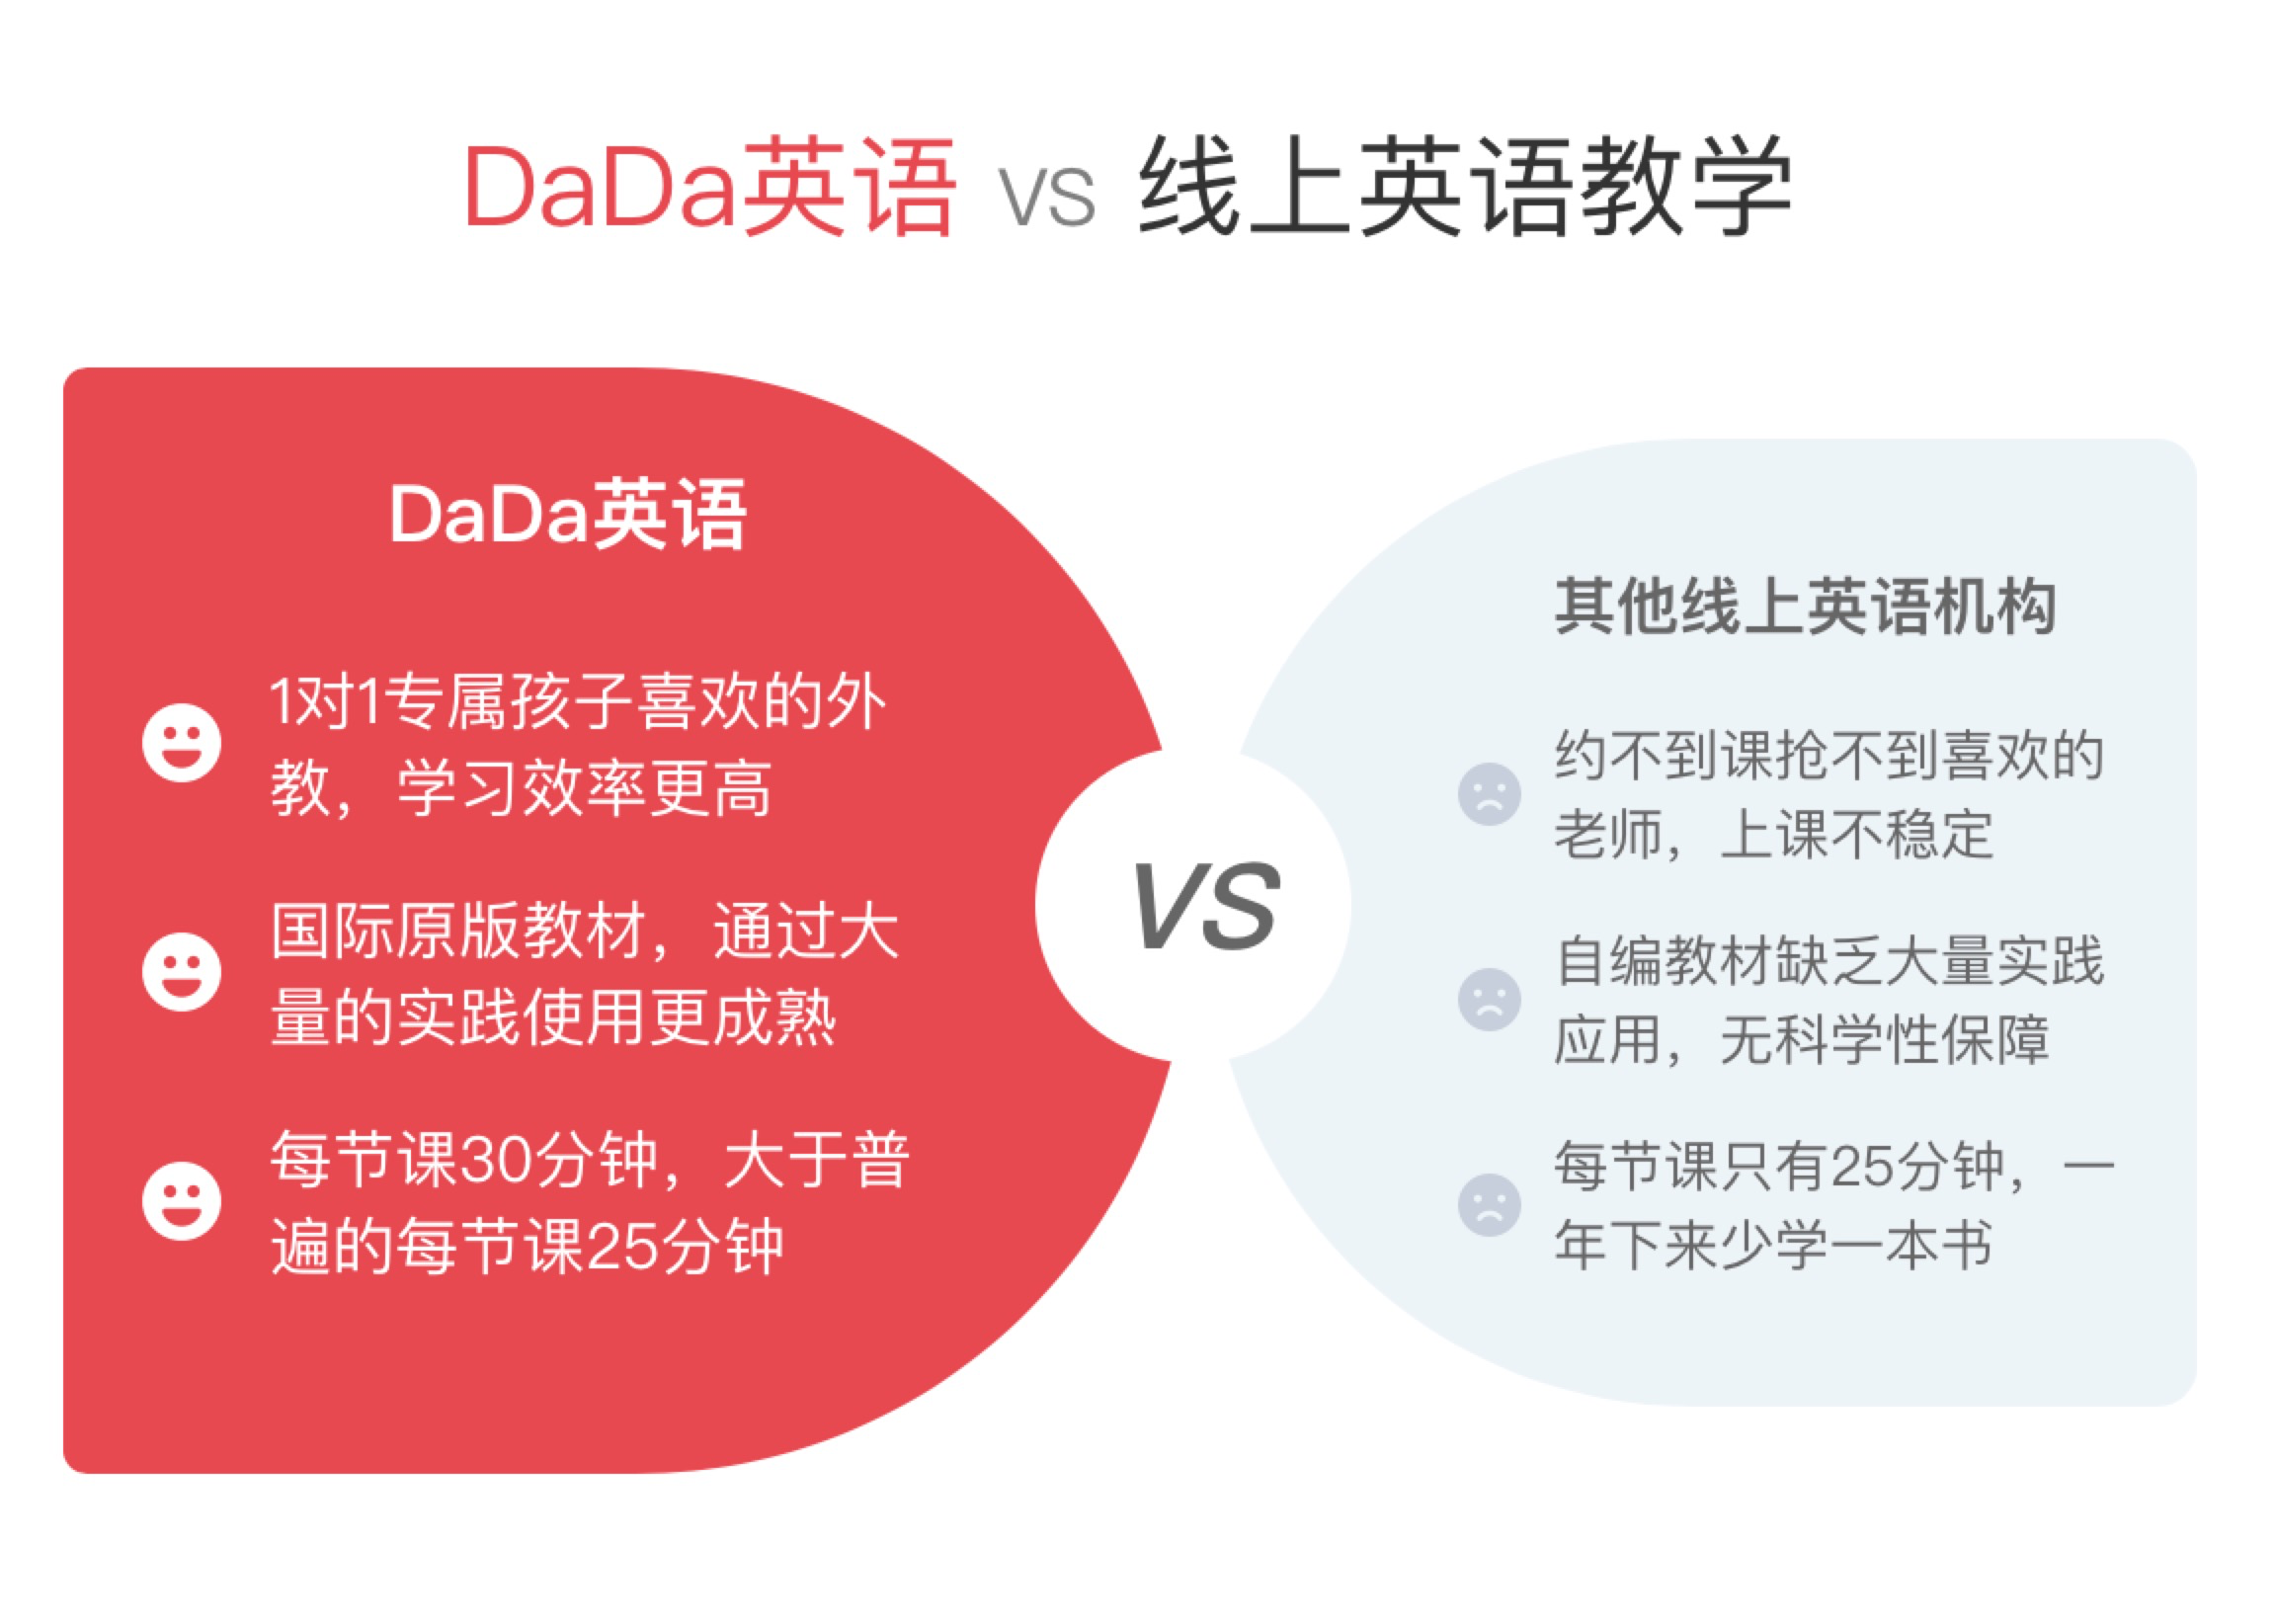 DaDa英语 vs 线上英语教学
DaDa英语
1对1专属孩子喜欢的外
教，学习效率更高
国际原版教材，通过大
量的实践使用更成熟
每节课30分钟，大于普
遍的每节课25分钟
VS
其他线上英语机构
约不到课抢不到喜欢的
老师，上课不稳定
自编教材缺乏大量实践
应用，无科学性保障
每节课只有25分钟，一
年下来少学一本书